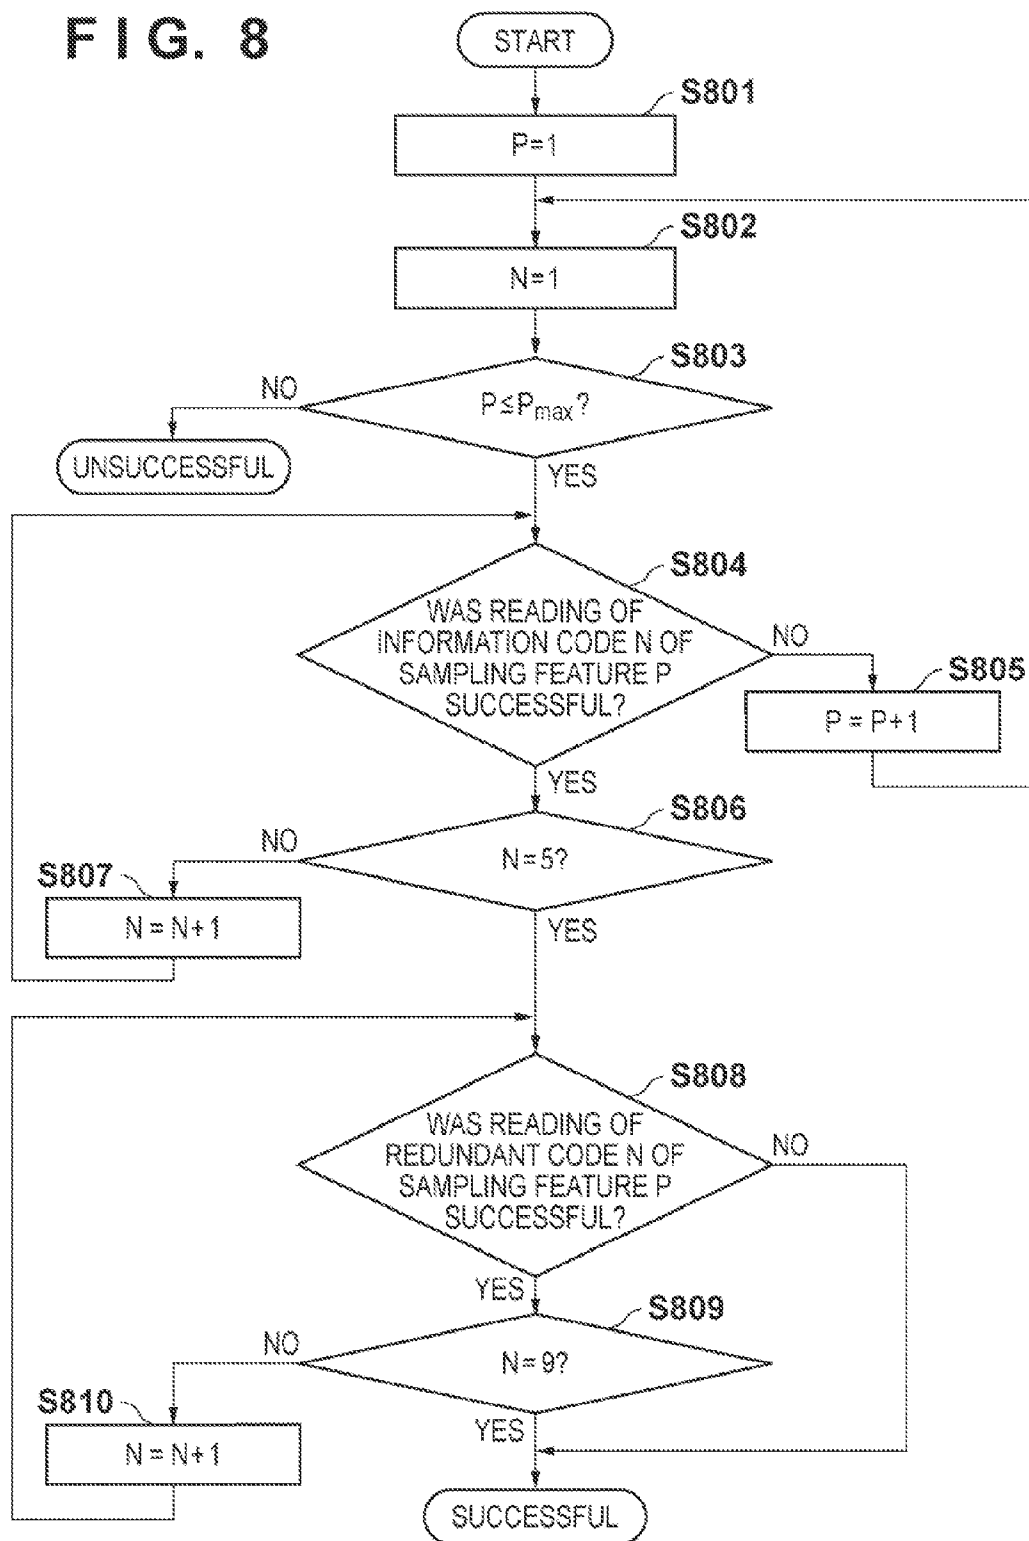 FIG. 8
START
S801
P=1
S802
N=1
S803
NO
P≤Pmax?
UNSUCCESSFUL
YES
S804
WAS READING OF
INFORMATION CODE N OF
SAMPLING FEATURE P
SUCCESSFUL?
NO
S805
P = P+1
YES
S806
NO
N=5?
S807
N = N+1
YES
S808
WAS READING OF
REDUNDANT CODE N OF
SAMPLING FEATURE P
SUCCESSFUL?
NO
YES
S809
NO
N=9?
S810
N = N+1
YES
SUCCESSFUL